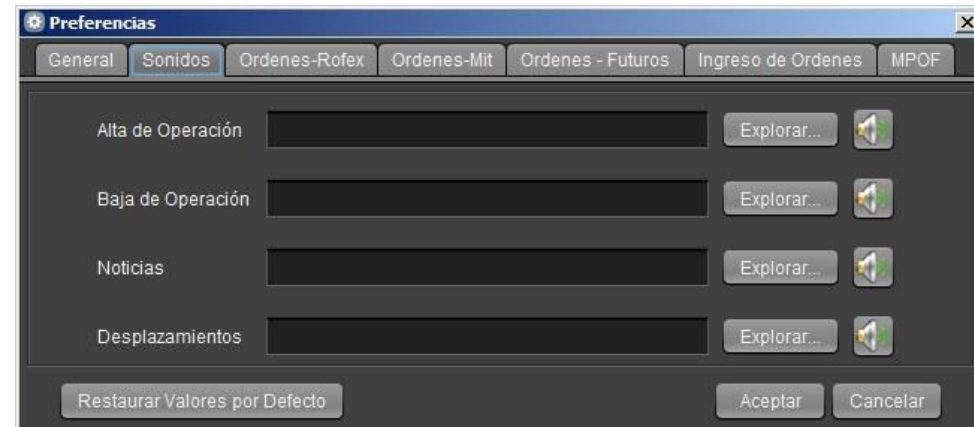 Preferencias
General Sonidos Ordenes-Rofex Ordenes-Mit Ordenes - Futuros Ingreso de Ordenes MPOF
Alta de Operación Explorar...
Baja de Operación Explorar...
Noticias Explorar...
Desplazamientos Explorar...
Restaurar Valores por Defecto Aceptar Cancelar